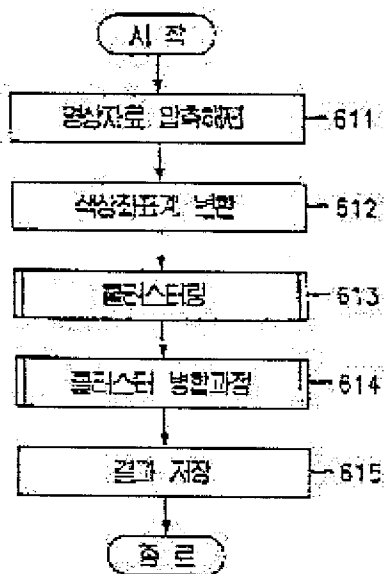 시 작
영상자료 압축해제 611
색상좌표계 변환 612
클러스터링 613
클러스터 병합과정 614
결과 저장 615
종 료